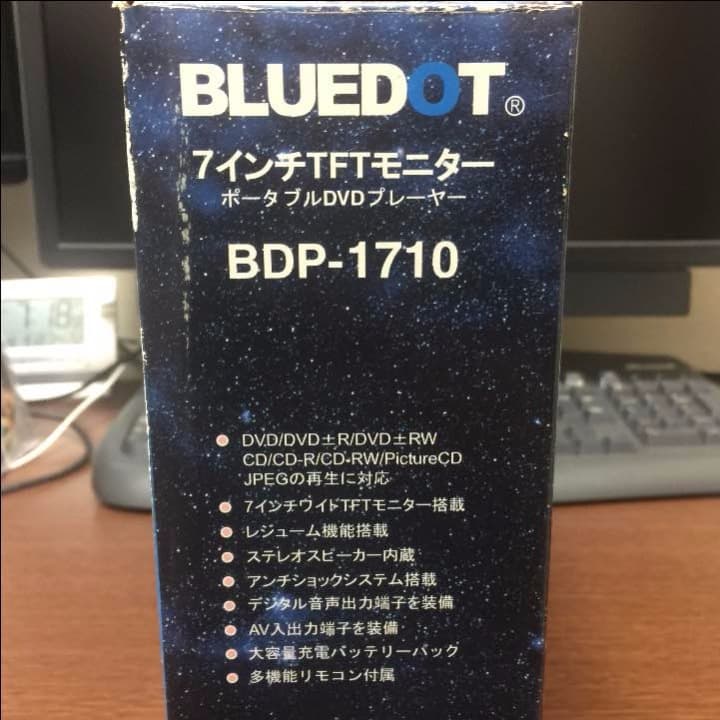 BLUEDOT®
7インチTFTモニター
ポータブルDVDプレーヤー
BDP-1710
● DVD/DVD±R/DVD±RW
CD/CD-R/CD-RW/PictureCD
JPEGの再生に対応
● 7インチワイドTFTモニター搭載
● レジューム機能搭載
● ステレオスピーカー内蔵
● アンチショックシステム搭載
● デジタル音声出力端子を装備
● AV入出力端子を装備
● 大容量充電バッテリーパック
● 多機能リモコン付属